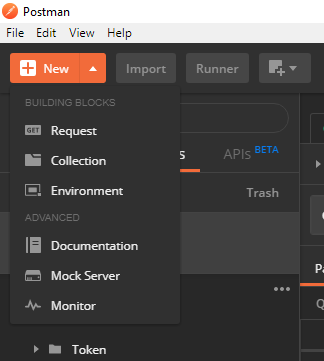 Postman
File Edit View Help
New Import Runner
BUILDING BLOCKS
GET Request
Collection
APIs BETA
Environment
Trash
ADVANCED
Documentation
Mock Server
Monitor
Token